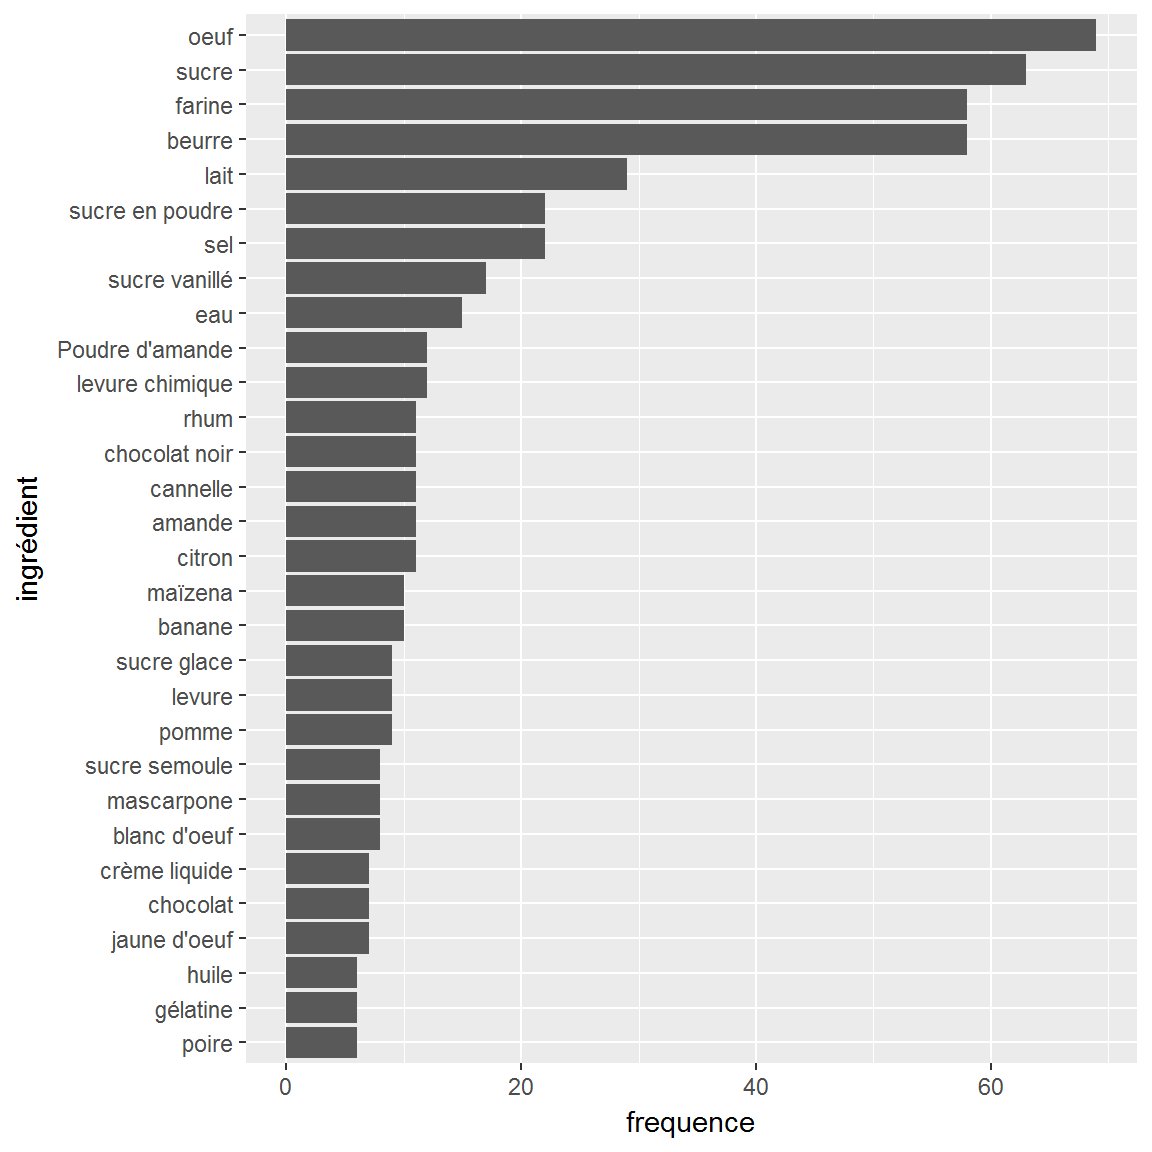 oeuf
sucre
farine
beurre
lait
sucre en poudre
sel
sucre vanillé
eau
Poudre d'amande
levure chimique
rhum
chocolat noir
cannelle
amande
citron
maïzena
banane
sucre glace
levure
pomme
sucre semoule
mascarpone
blanc d'oeuf
crème liquide
chocolat
jaune d'oeuf
huile
gélatine
poire
ingrédient
0 20 40 60
frequence